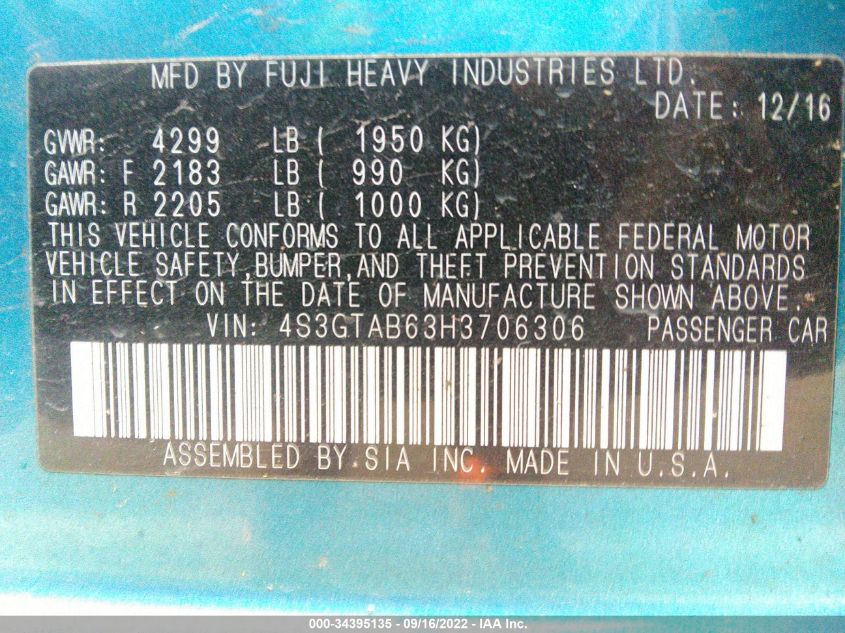 MFD BY FUJI HEAVY INDUSTRIES LTD.
DATE: 12/16
GVWR: 4299 LB ( 1950 KG)
GAWR: F 2183 LB ( 990 KG)
GAWR: R 2205 LB ( 1000 KG)
THIS VEHICLE CONFORMS TO ALL APPLICABLE FEDERAL MOTOR
VEHICLE SAFETY,BUMPER,AND THEFT PREVENTION STANDARDS
IN EFFECT ON THE DATE OF MANUFACTURE SHOWN ABOVE.
VIN: 4S3GTAB63H3706306 PASSENGER CAR
ASSEMBLED BY SIA INC. MADE IN U.S.A.
000-34395135 - 09/16/2022 - IAA Inc.